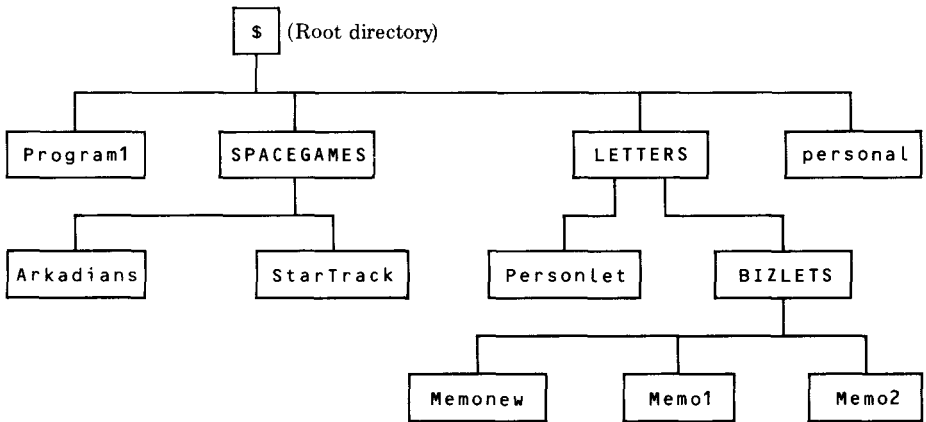 $ (Root directory)
Program1 SPACEGAMES LETTERS personal
Arkadians StarTrack Personlet BIZLETS
Memonew Memo1 Memo2